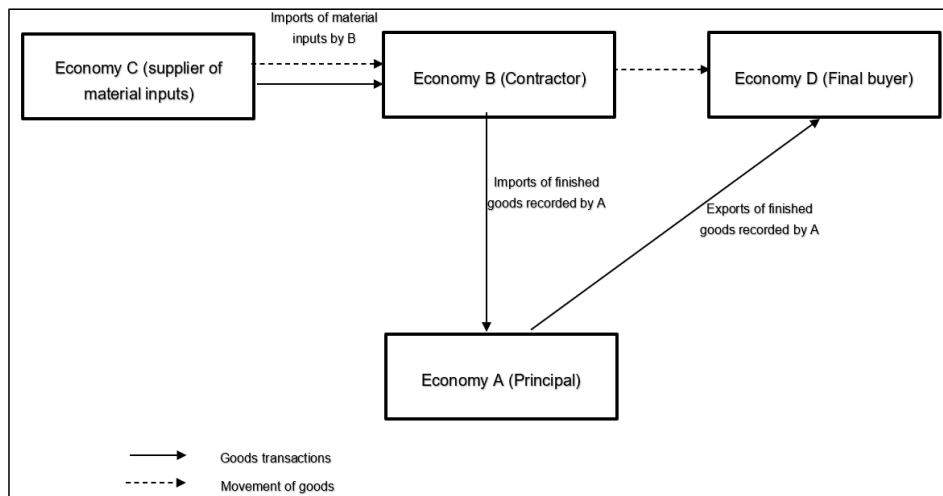 Imports of material
inputs by B
Economy C (supplier of
material inputs)
Economy B (Contractor)
Economy D (Final buyer)
Imports of finished
goods recorded by A
Exports of finished
goods recorded by A
Economy A (Principal)
Goods transactions
Movement of goods